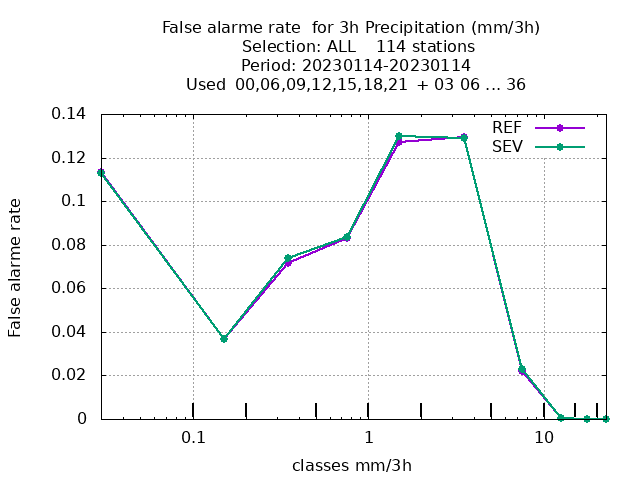 False alarme rate  for 3h Precipitation (mm/3h)
Selection: ALL    114 stations
Period: 20230114-20230114
Used  00,06,09,12,15,18,21  + 03 06 ... 36
REF
SEV
0.14
0.12
0.1
0.08
0.06
0.04
0.02
0
False alarme rate
0.1
1
10
classes mm/3h